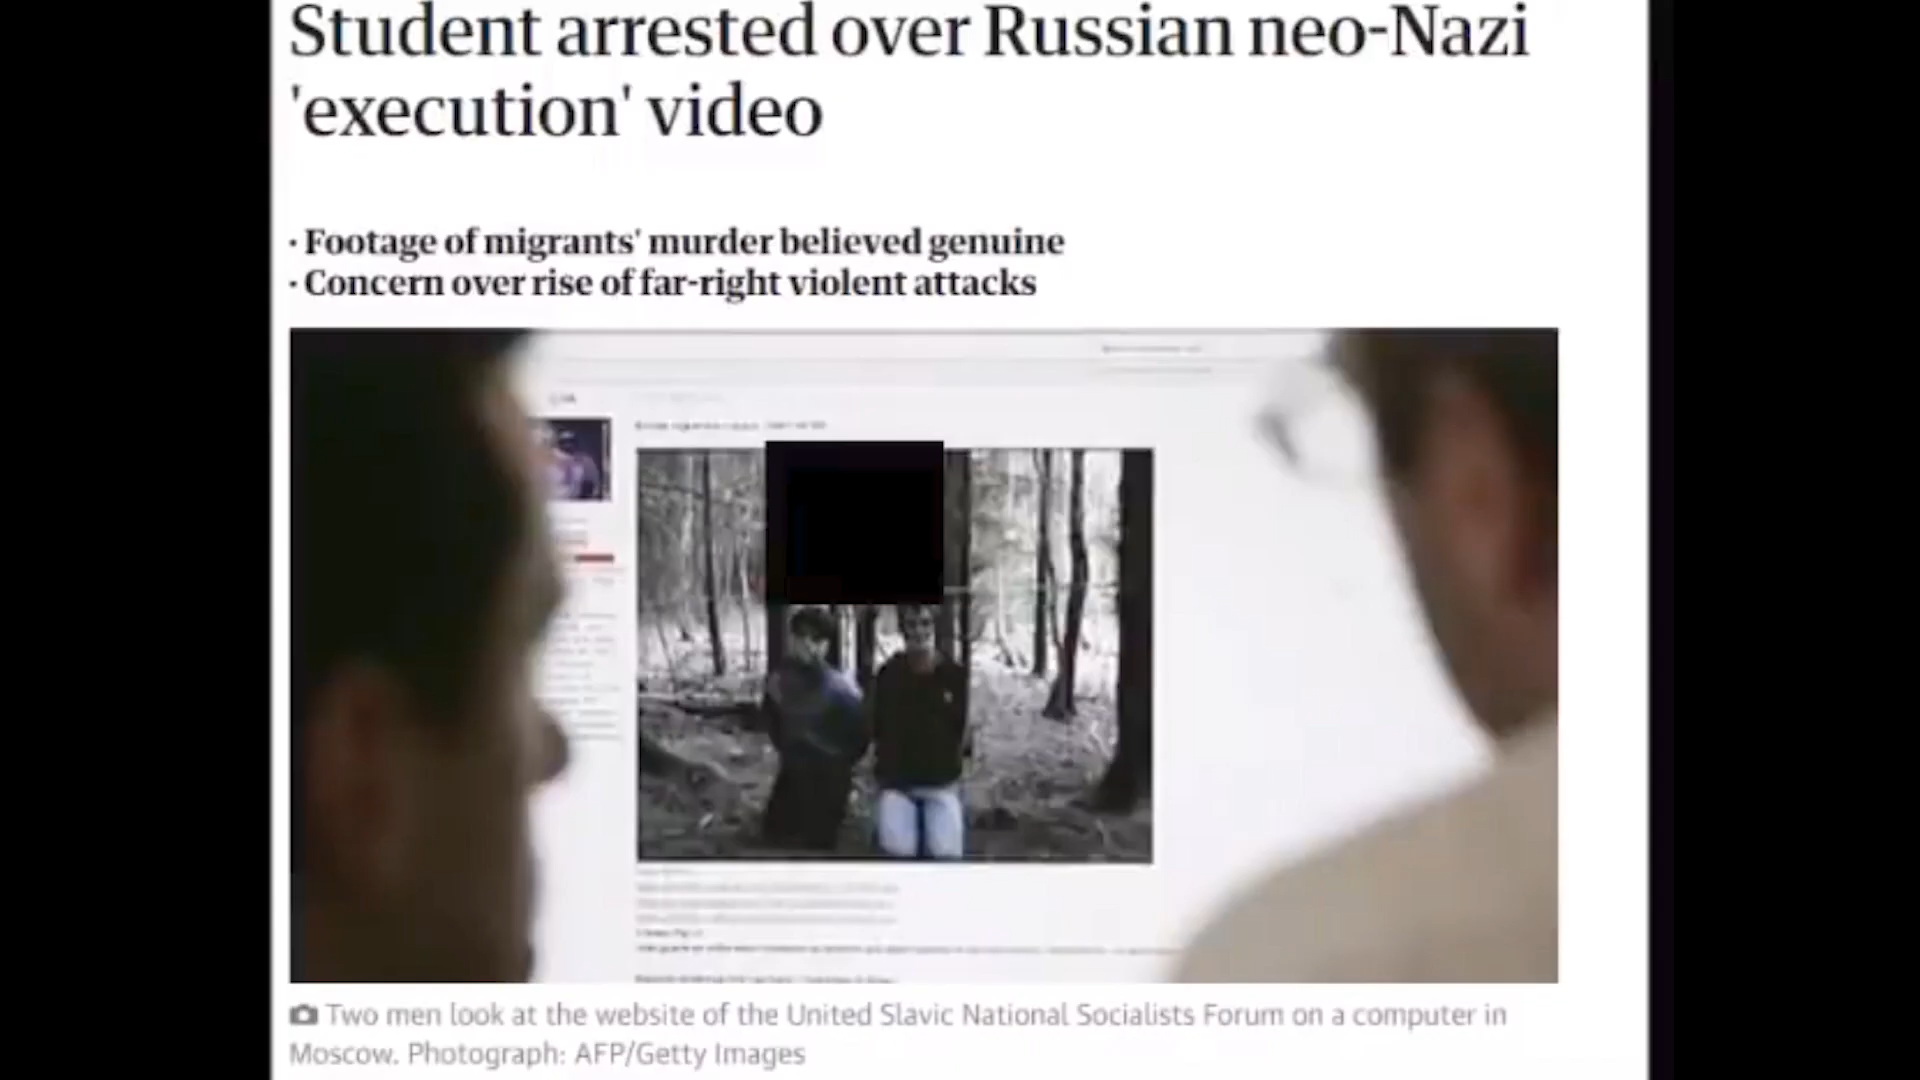 Student arrested over Russian neo-Nazi
'execution' video
· Footage of migrants' murder believed genuine
· Concern over rise of far-right violent attacks
Two men look at the website of the United Slavic National Socialists Forum on a computer in
Moscow. Photograph: AFP/Getty Images